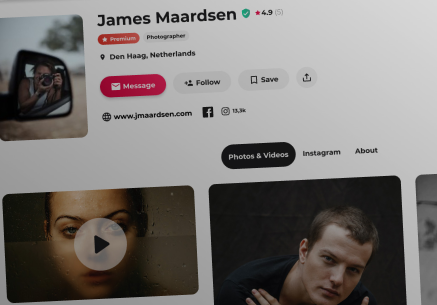 James Maardsen 4.9 (5)
Premium Photographer
Den Haag, Netherlands
Message Follow Save
www.jmaardsen.com 13,3k
Photos & Videos Instagram About